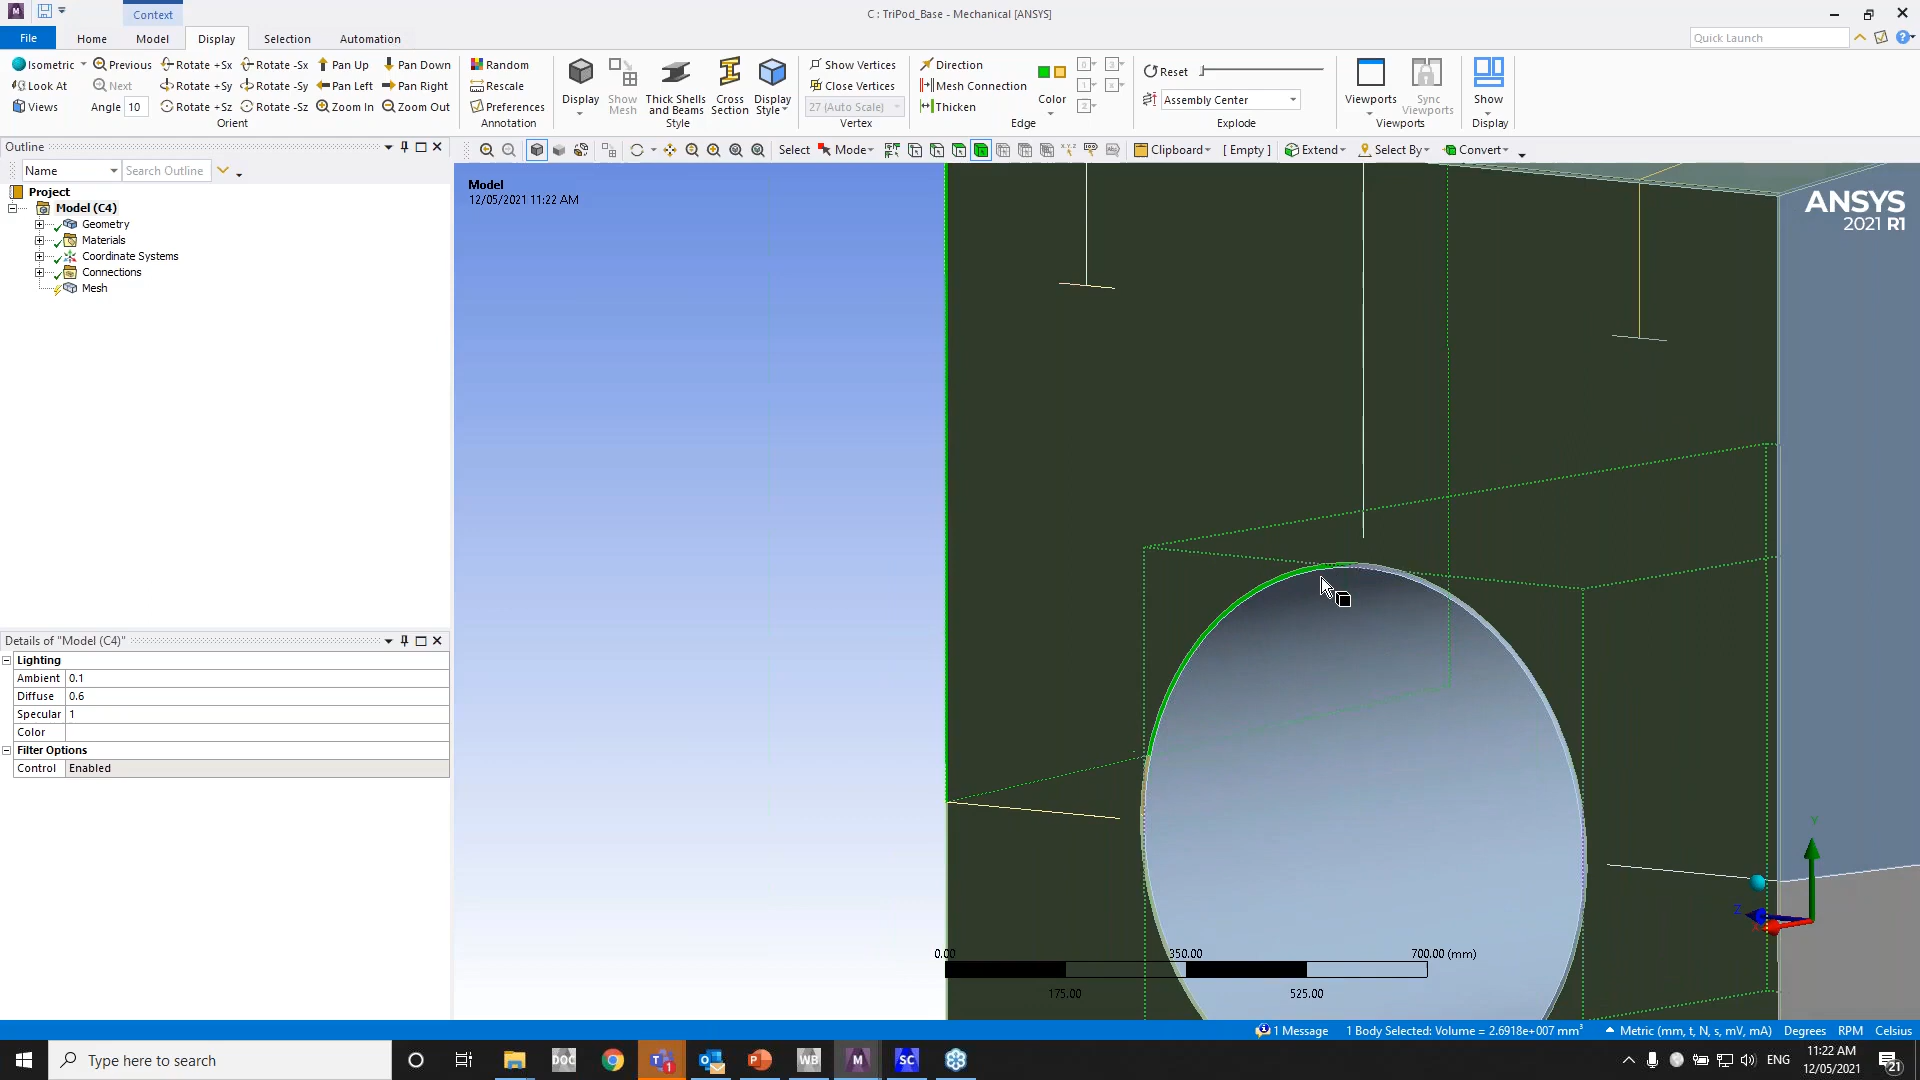 Context
C : TriPod_Base - Mechanical [ANSYS]
File
Home
Model
Display
Selection
Automation
Quick Launch
Isometric
Previous
Rotate +Sx
Rotate -Sx
Pan Up
Pan Down
Look At
Next
Rotate +Sy
Rotate -Sy
Pan Left
Pan Right
Views
Angle 10
Rotate +Sz
Rotate -Sz
Zoom In
Zoom Out
Orient
Random
Rescale
Preferences
Annotation
Display
Show
Mesh
Thick Shells
and Beams
Cross
Section
Display
Style
Style
Show Vertices
Close Vertices
27 (Auto Scale)
Vertex
Direction
Mesh Connection
Thicken
Color
Edge
Reset
Assembly Center
Explode
Viewports
Sync
Viewports
Viewports
Show
Display
Outline
Name
Search Outline
Project
Model (C4)
Geometry
Materials
Coordinate Systems
Connections
Mesh
Select
Mode
Clipboard
[ Empty ]
Extend
Select By
Convert
Model
12/05/2021 11:22 AM
ANSYS
2021 R1
Details of "Model (C4)"
Lighting
Ambient 0.1
Diffuse 0.6
Specular 1
Color
Filter Options
Control Enabled
Y
Z
X
0.00
350.00
700.00 (mm)
175.00
525.00
1 Message
1 Body Selected: Volume = 2.6918e+007 mm³
Metric (mm, t, N, s, mV, mA)
Degrees
RPM
Celsius
Type here to search
DOC
WB
M
SC
ENG
11:22 AM
12/05/2021
21